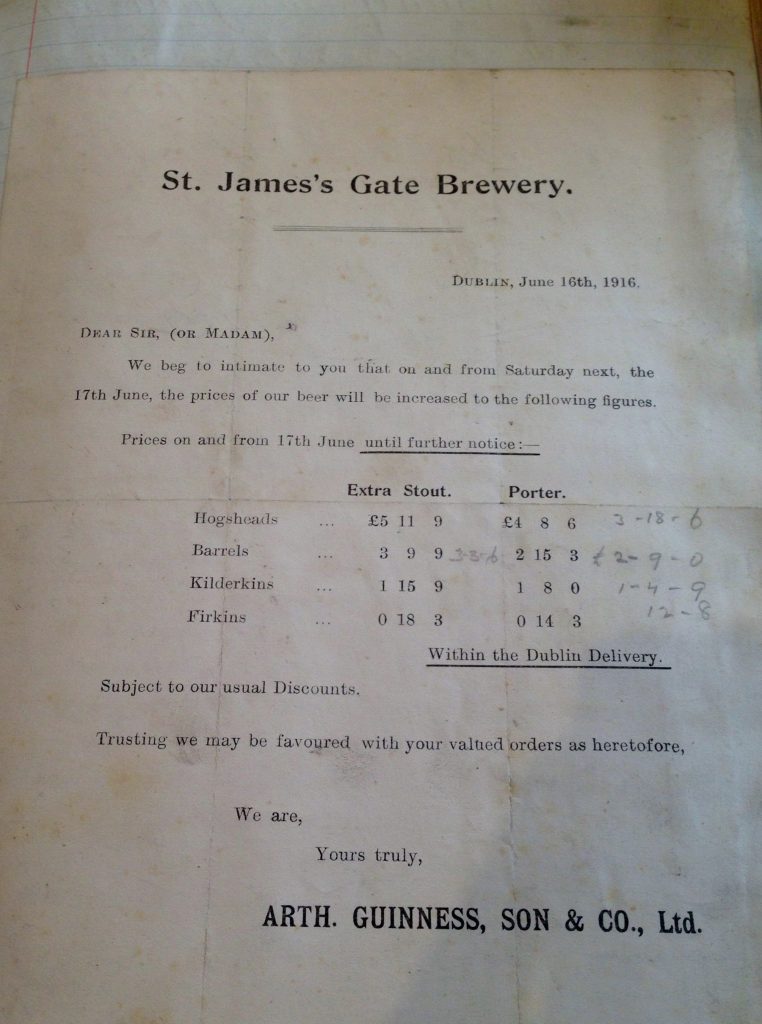 St. James's Gate Brewery.
DUBLIN, June 16th, 1916.
DEAR SIR, (OR MADAM),
We beg to intimate to you that on and from Saturday next, the
17th June, the prices of our beer will be increased to the following figures.
Prices on and from 17th June until further notice:—
Extra Stout. Porter.
Hogsheads ... £5 11 9 £4 8 6 3-18-6
Barrels ... 3 9 9 3-3-6 2 15 3 £2-9-0
Kilderkins ... 1 15 9 1 8 0 1-4-9
Firkins ... 0 18 3 0 14 3 12-8
Within the Dublin Delivery.
Subject to our usual Discounts.
Trusting we may be favoured with your valued orders as heretofore,
We are,
Yours truly,
ARTH. GUINNESS, SON & CO., Ltd.